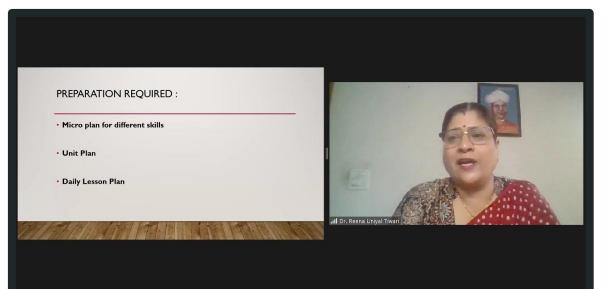 PREPARATION REQUIRED :
• Micro plan for different skills
• Unit Plan
• Daily Lesson Plan
Dr. Reena Uniyal Tiwari